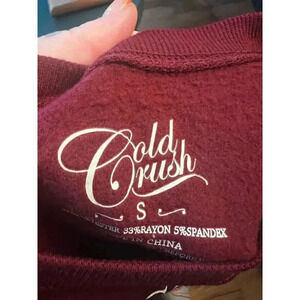 Cold
Crush
S
33%RAYON 5%SPANDEX
IN CHINA